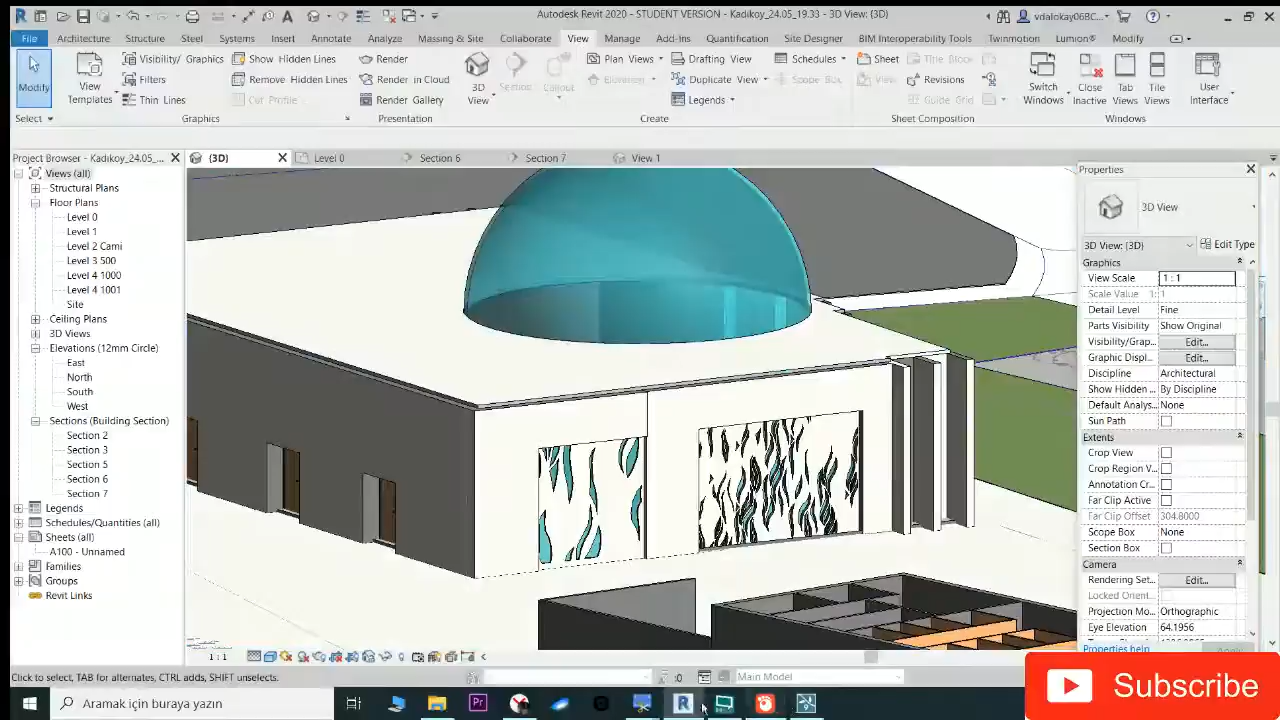 Autodesk Revit 2020 - STUDENT VERSION - Kadıkoy_24.05_19.33 - 3D View: {3D}
vdalokay06BC...
File Architecture Structure Steel Systems Insert Annotate Analyze Massing & Site Collaborate View Manage Add-Ins Quantification Site Designer BIM Interoperability Tools Twinmotion Lumion® Modify
Modify
View Templates
Visibility/ Graphics
Filters
Thin Lines
Show Hidden Lines
Remove Hidden Lines
Cut Profile
Render
Render in Cloud
Render Gallery
3D View
Section
Callout
Plan Views
Elevation
Drafting View
Duplicate View
Legends
Schedules
Scope Box
Sheet
View
Title Block
Revisions
Guide Grid
Switch Windows
Close Inactive
Tab Views
Tile Views
User Interface
Select Graphics Presentation Create Sheet Composition Windows
Project Browser - Kadıkoy_24.05_...
{3D} Level 0 Section 6 Section 7 View 1
Views (all)
Structural Plans
Floor Plans
Level 0
Level 1
Level 2 Cami
Level 3 500
Level 4 1000
Level 4 1001
Site
Ceiling Plans
3D Views
Elevations (12mm Circle)
East
North
South
West
Sections (Building Section)
Section 2
Section 3
Section 5
Section 6
Section 7
Legends
Schedules/Quantities (all)
Sheets (all)
A100 - Unnamed
Families
Groups
Revit Links
Properties
3D View
3D View: {3D} Edit Type
Graphics
View Scale 1 : 1
Scale Value 1: 1
Detail Level Fine
Parts Visibility Show Original
Visibility/Grap... Edit...
Graphic Displ... Edit...
Discipline Architectural
Show Hidden ... By Discipline
Default Analys... None
Sun Path
Extents
Crop View
Crop Region V...
Annotation Cr...
Far Clip Active
Far Clip Offset 304.8000
Scope Box None
Section Box
Camera
Rendering Set... Edit...
Locked Orient...
Projection Mo... Orthographic
Eye Elevation 64.1956
Properties help
1 : 1
Click to select, TAB for alternates, CTRL adds, SHIFT unselects.
:0 Main Model
Aramak için buraya yazın
Subscribe